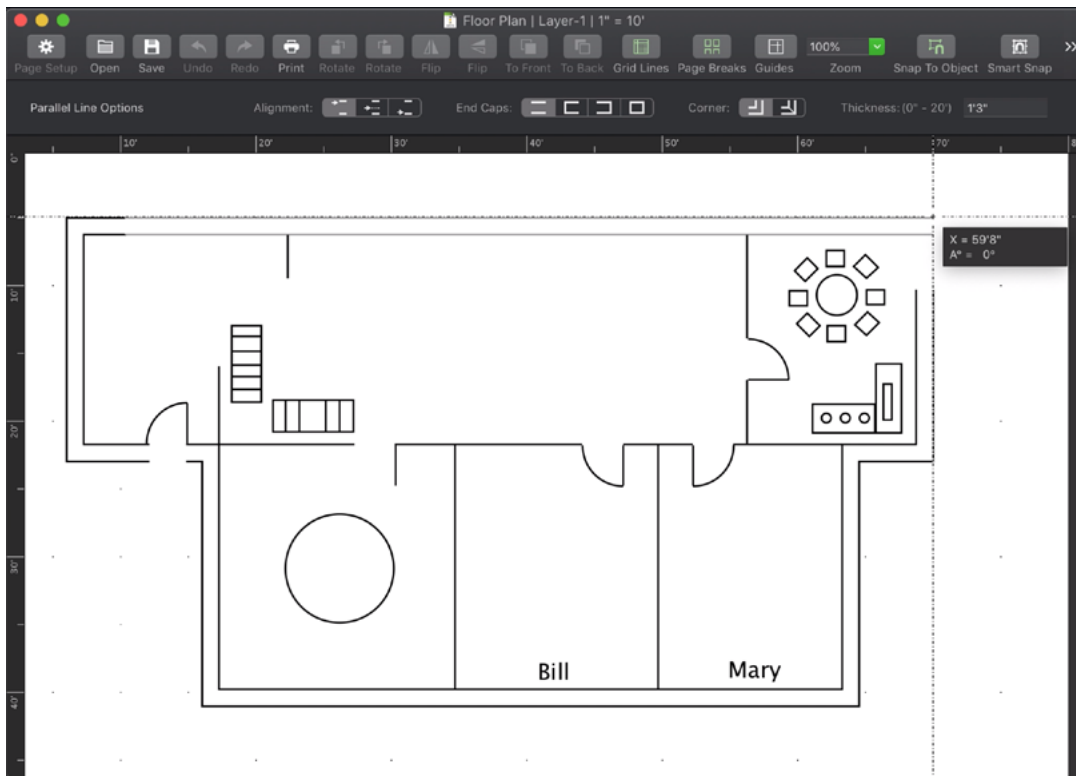 Floor Plan | Layer-1 | 1" = 10'
Page Setup Open Save Undo Redo Print Rotate Rotate Flip Flip To Front To Back Grid Lines Page Breaks Guides 100% Zoom Snap To Object Smart Snap
Parallel Line Options Alignment: End Caps: Corner: Thickness: (0" - 20') 1'3"
10' 20' 30' 40' 50' 60' 70' 8
0'
X = 59'8"
A° = 0°
10'
20'
30'
Bill Mary
40'